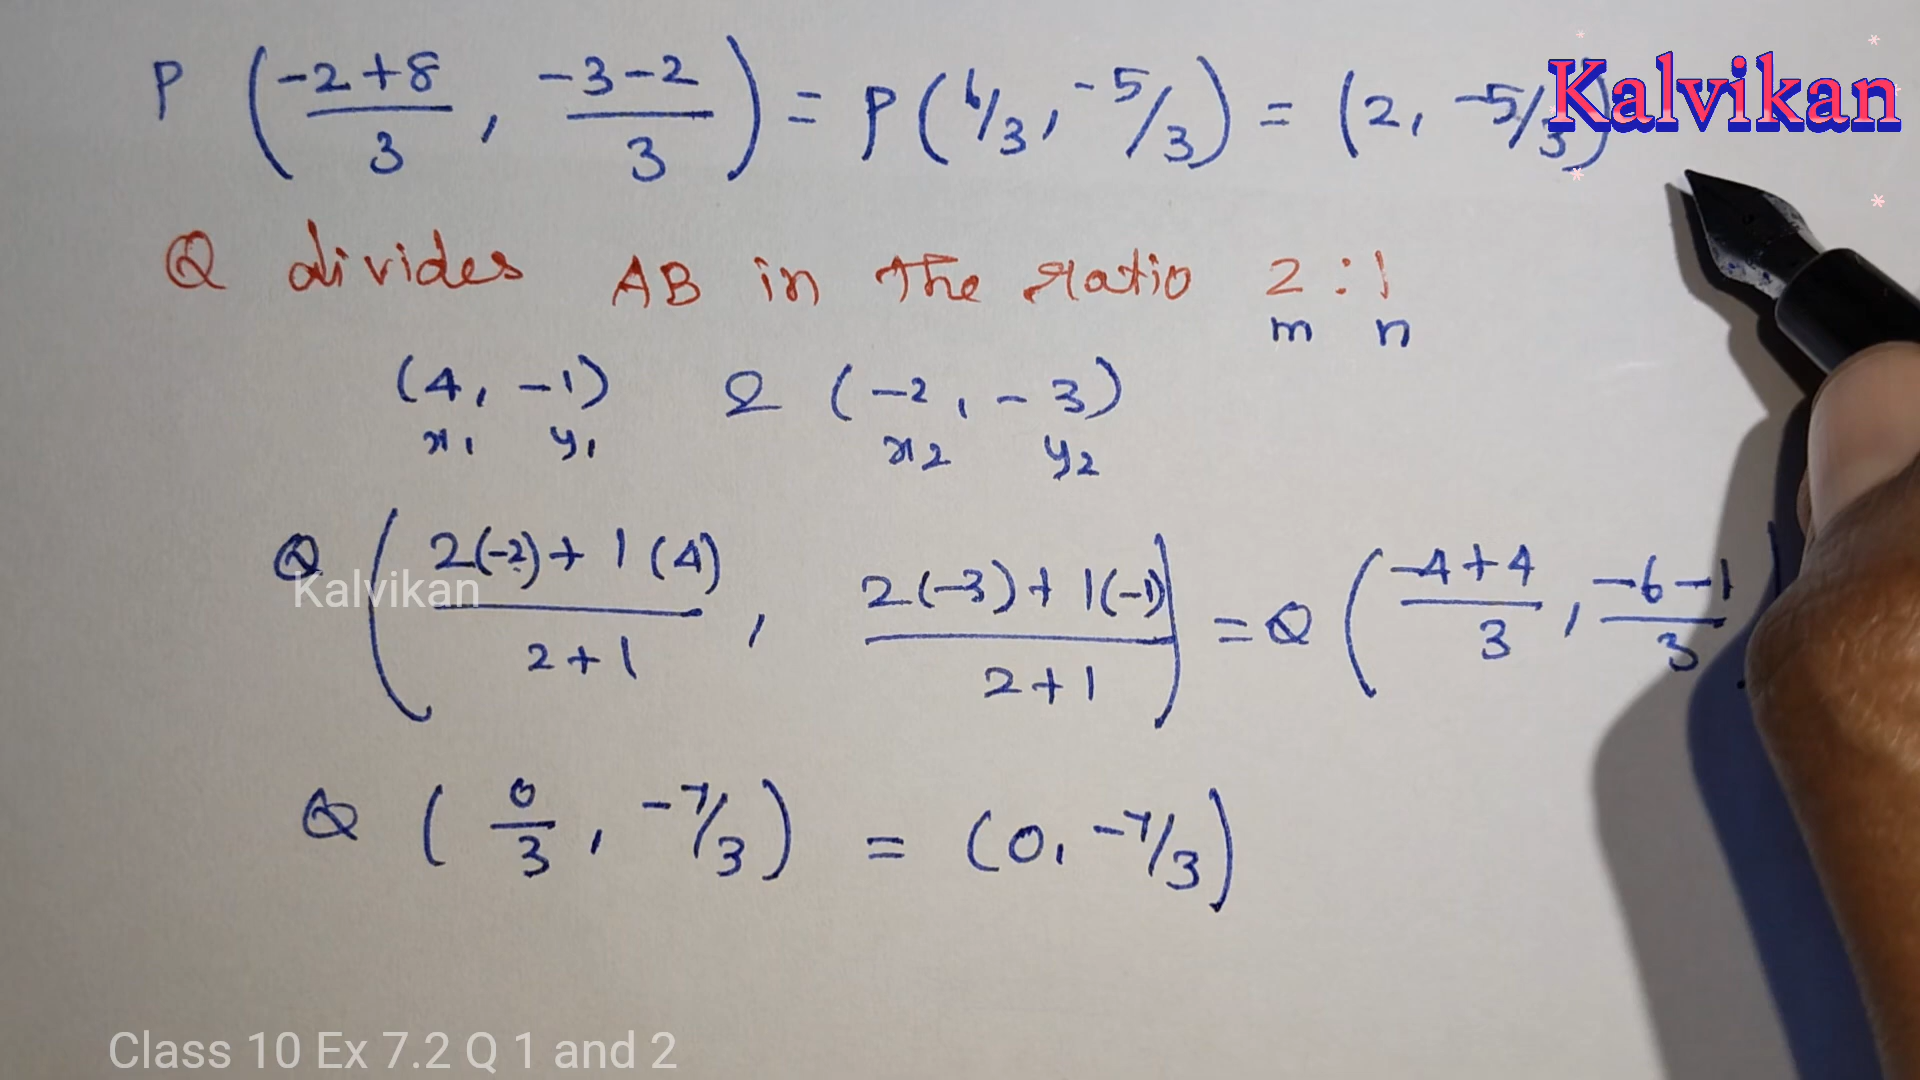 P (-2+8/3, -3-2/3) = P(6/3, -5/3) = (2, -5/3)
Kalvikan
Q divides AB in the ratio 2:1
m n
(4, -1) & (-2, -3)
x1 y1 x2 y2
Q (2(-2)+1(4)/2+1, 2(-3)+1(-1)/2+1) = Q (-4+4/3, -6-1/3)
Kalvikan
Q (0/3, -7/3) = (0, -7/3)
Class 10 Ex 7.2 Q 1 and 2